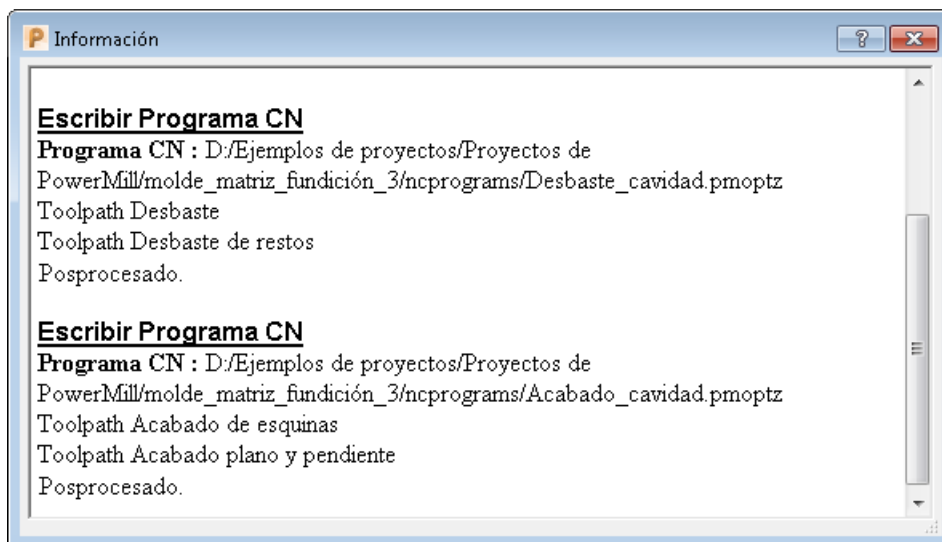 Información
Escribir Programa CN
Programa CN : D:/Ejemplos de proyectos/Proyectos de
PowerMill/molde_matriz_fundición_3/ncprograms/Desbaste_cavidad.pmoptz
Toolpath Desbaste
Toolpath Desbaste de restos
Posprocesado.
Escribir Programa CN
Programa CN : D:/Ejemplos de proyectos/Proyectos de
PowerMill/molde_matriz_fundición_3/ncprograms/Acabado_cavidad.pmoptz
Toolpath Acabado de esquinas
Toolpath Acabado plano y pendiente
Posprocesado.